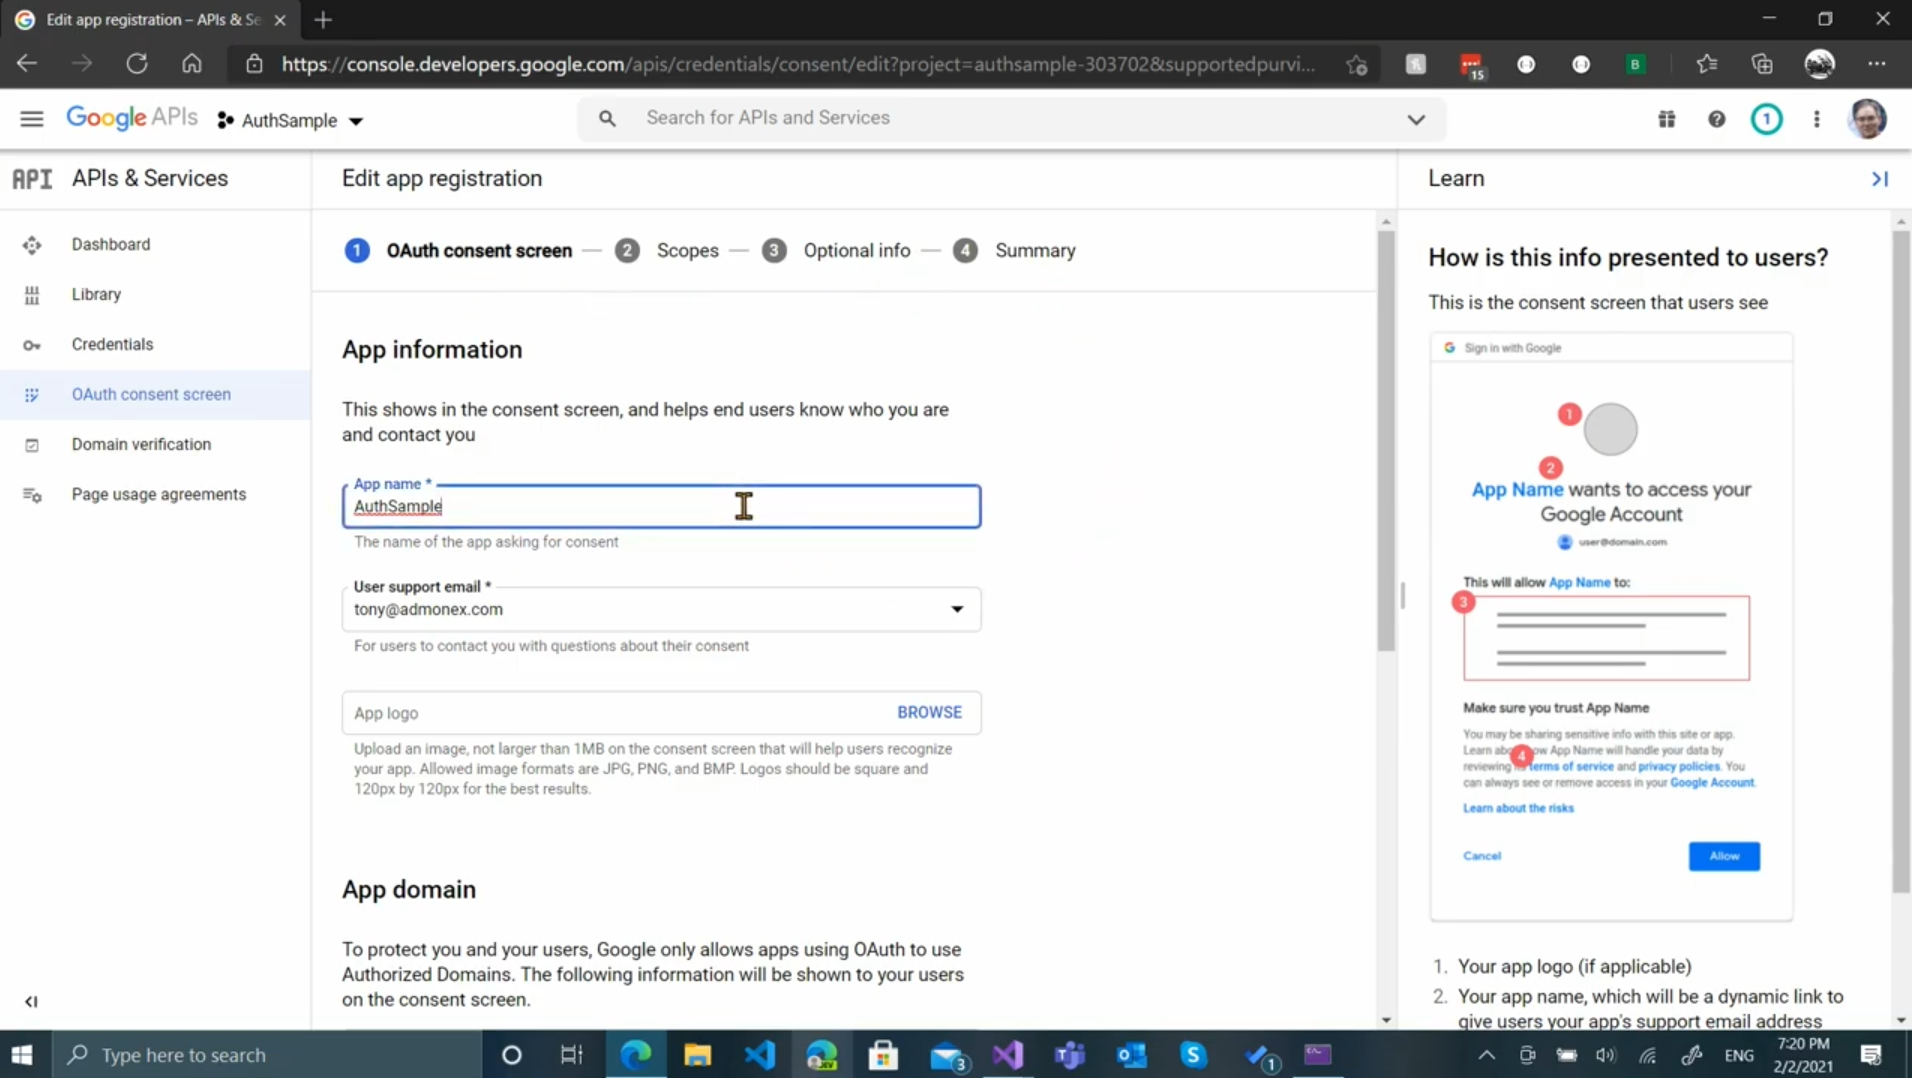 Edit app registration – APIs & Se
https://console.developers.google.com/apis/credentials/consent/edit?project=authsample-303702&supportedpurvi...
15
B
Google APIs
AuthSample
Search for APIs and Services
1
API APIs & Services
Edit app registration
Learn
Dashboard
Library
Credentials
OAuth consent screen
Domain verification
Page usage agreements
1 OAuth consent screen — 2 Scopes — 3 Optional info — 4 Summary
App information
This shows in the consent screen, and helps end users know who you are
and contact you
App name *
AuthSample
The name of the app asking for consent
User support email *
tony@admonex.com
For users to contact you with questions about their consent
App logo
BROWSE
Upload an image, not larger than 1MB on the consent screen that will help users recognize
your app. Allowed image formats are JPG, PNG, and BMP. Logos should be square and
120px by 120px for the best results.
App domain
To protect you and your users, Google only allows apps using OAuth to use
Authorized Domains. The following information will be shown to your users
on the consent screen.
How is this info presented to users?
This is the consent screen that users see
G Sign in with Google
1
2
App Name wants to access your
Google Account
user@domain.com
This will allow App Name to:
3
Make sure you trust App Name
You may be sharing sensitive info with this site or app.
Learn App Name will handle your data by
reviewing terms of service and privacy policies. You
can always see or remove access in your Google Account.
4
Learn about the risks
Cancel
Allow
1. Your app logo (if applicable)
2. Your app name, which will be a dynamic link to
give users your app's support email address
Type here to search
3
1
ENG
7:20 PM
2/2/2021